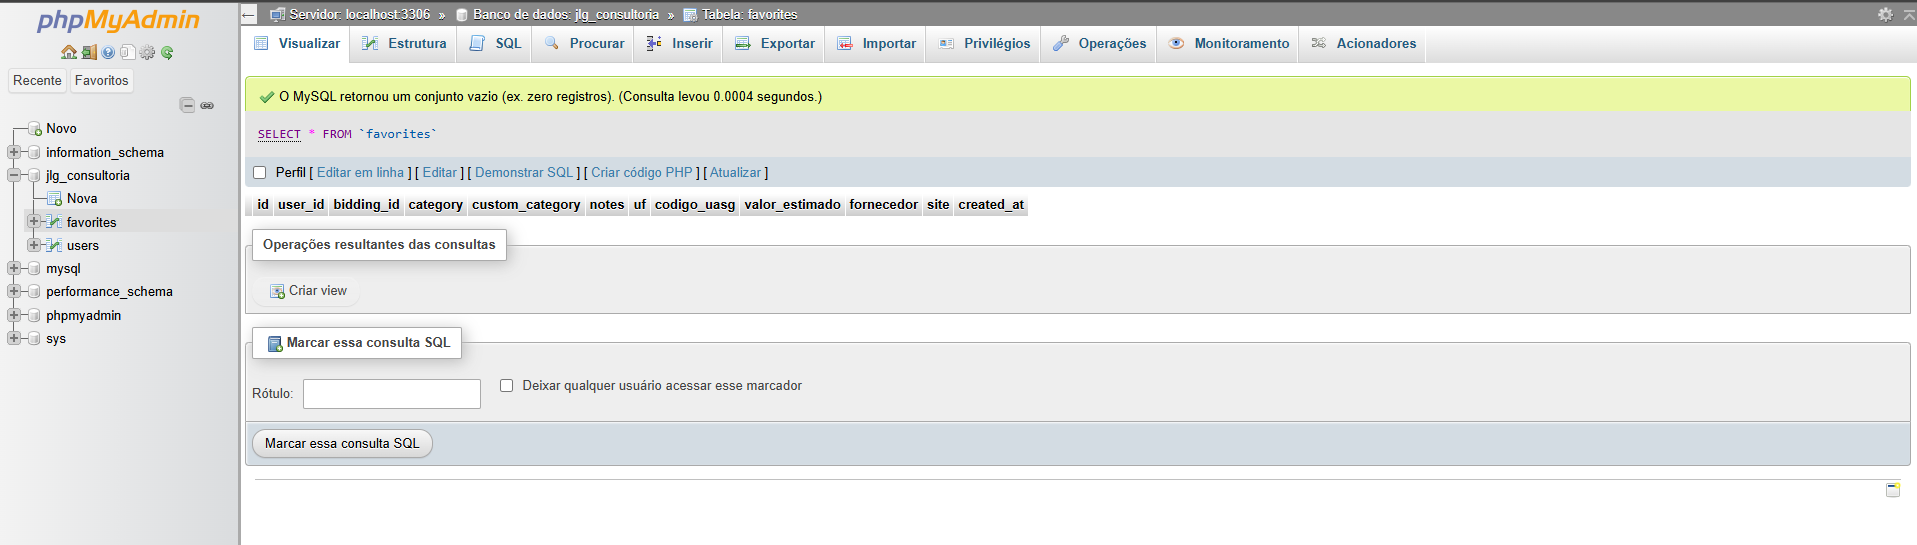 phpMyAdmin
Recente Favoritos
Novo
information_schema
jlg_consultoria
Nova
favorites
users
mysql
performance_schema
phpmyadmin
sys
Servidor: localhost:3306 » Banco de dados: jlg_consultoria » Tabela: favorites
Visualizar Estrutura SQL Procurar Inserir Exportar Importar Privilégios Operações Monitoramento Acionadores
O MySQL retornou um conjunto vazio (ex. zero registros). (Consulta levou 0.0004 segundos.)
SELECT * FROM `favorites`
Perfil [ Editar em linha ] [ Editar ] [ Demonstrar SQL ] [ Criar código PHP ] [ Atualizar ]
id user_id bidding_id category custom_category notes uf codigo_uasg valor_estimado fornecedor site created_at
Operações resultantes das consultas
Criar view
Marcar essa consulta SQL
Rótulo: Deixar qualquer usuário acessar esse marcador
Marcar essa consulta SQL